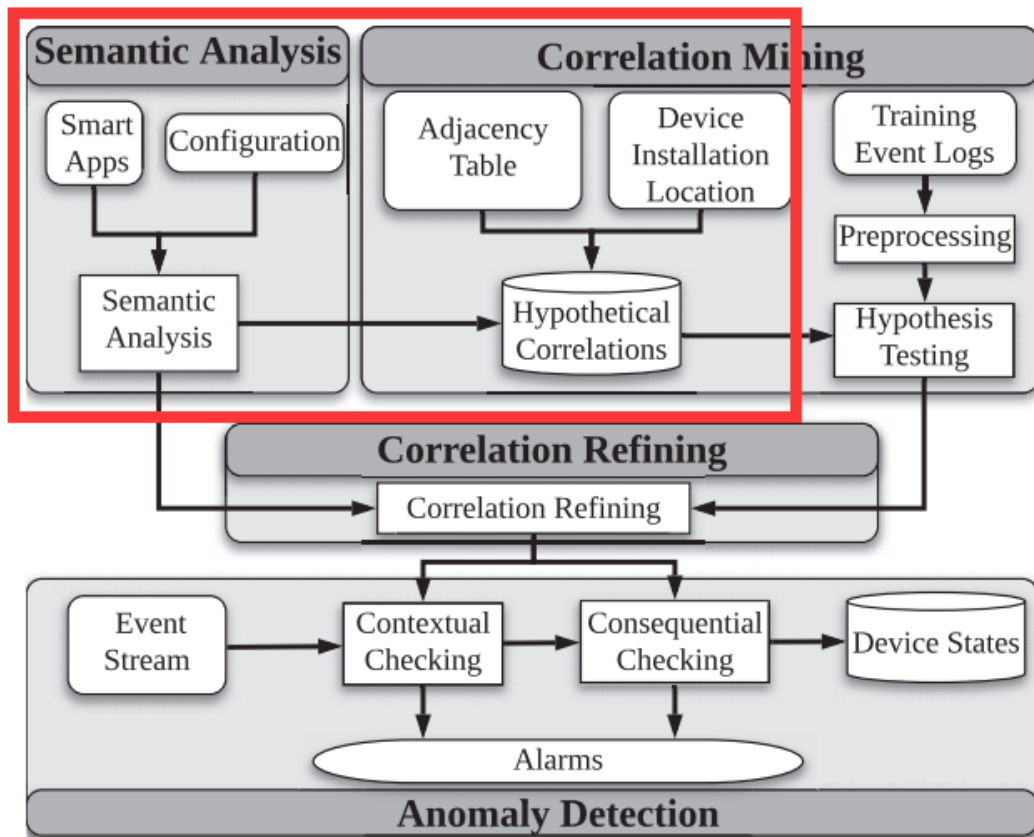 Semantic Analysis
Correlation Mining
Smart
Apps
Configuration
Adjacency
Table
Device
Installation
Location
Training
Event Logs
Preprocessing
Semantic
Analysis
Hypothetical
Correlations
Hypothesis
Testing
Correlation Refining
Correlation Refining
Event
Stream
Contextual
Checking
Consequential
Checking
Device States
Alarms
Anomaly Detection